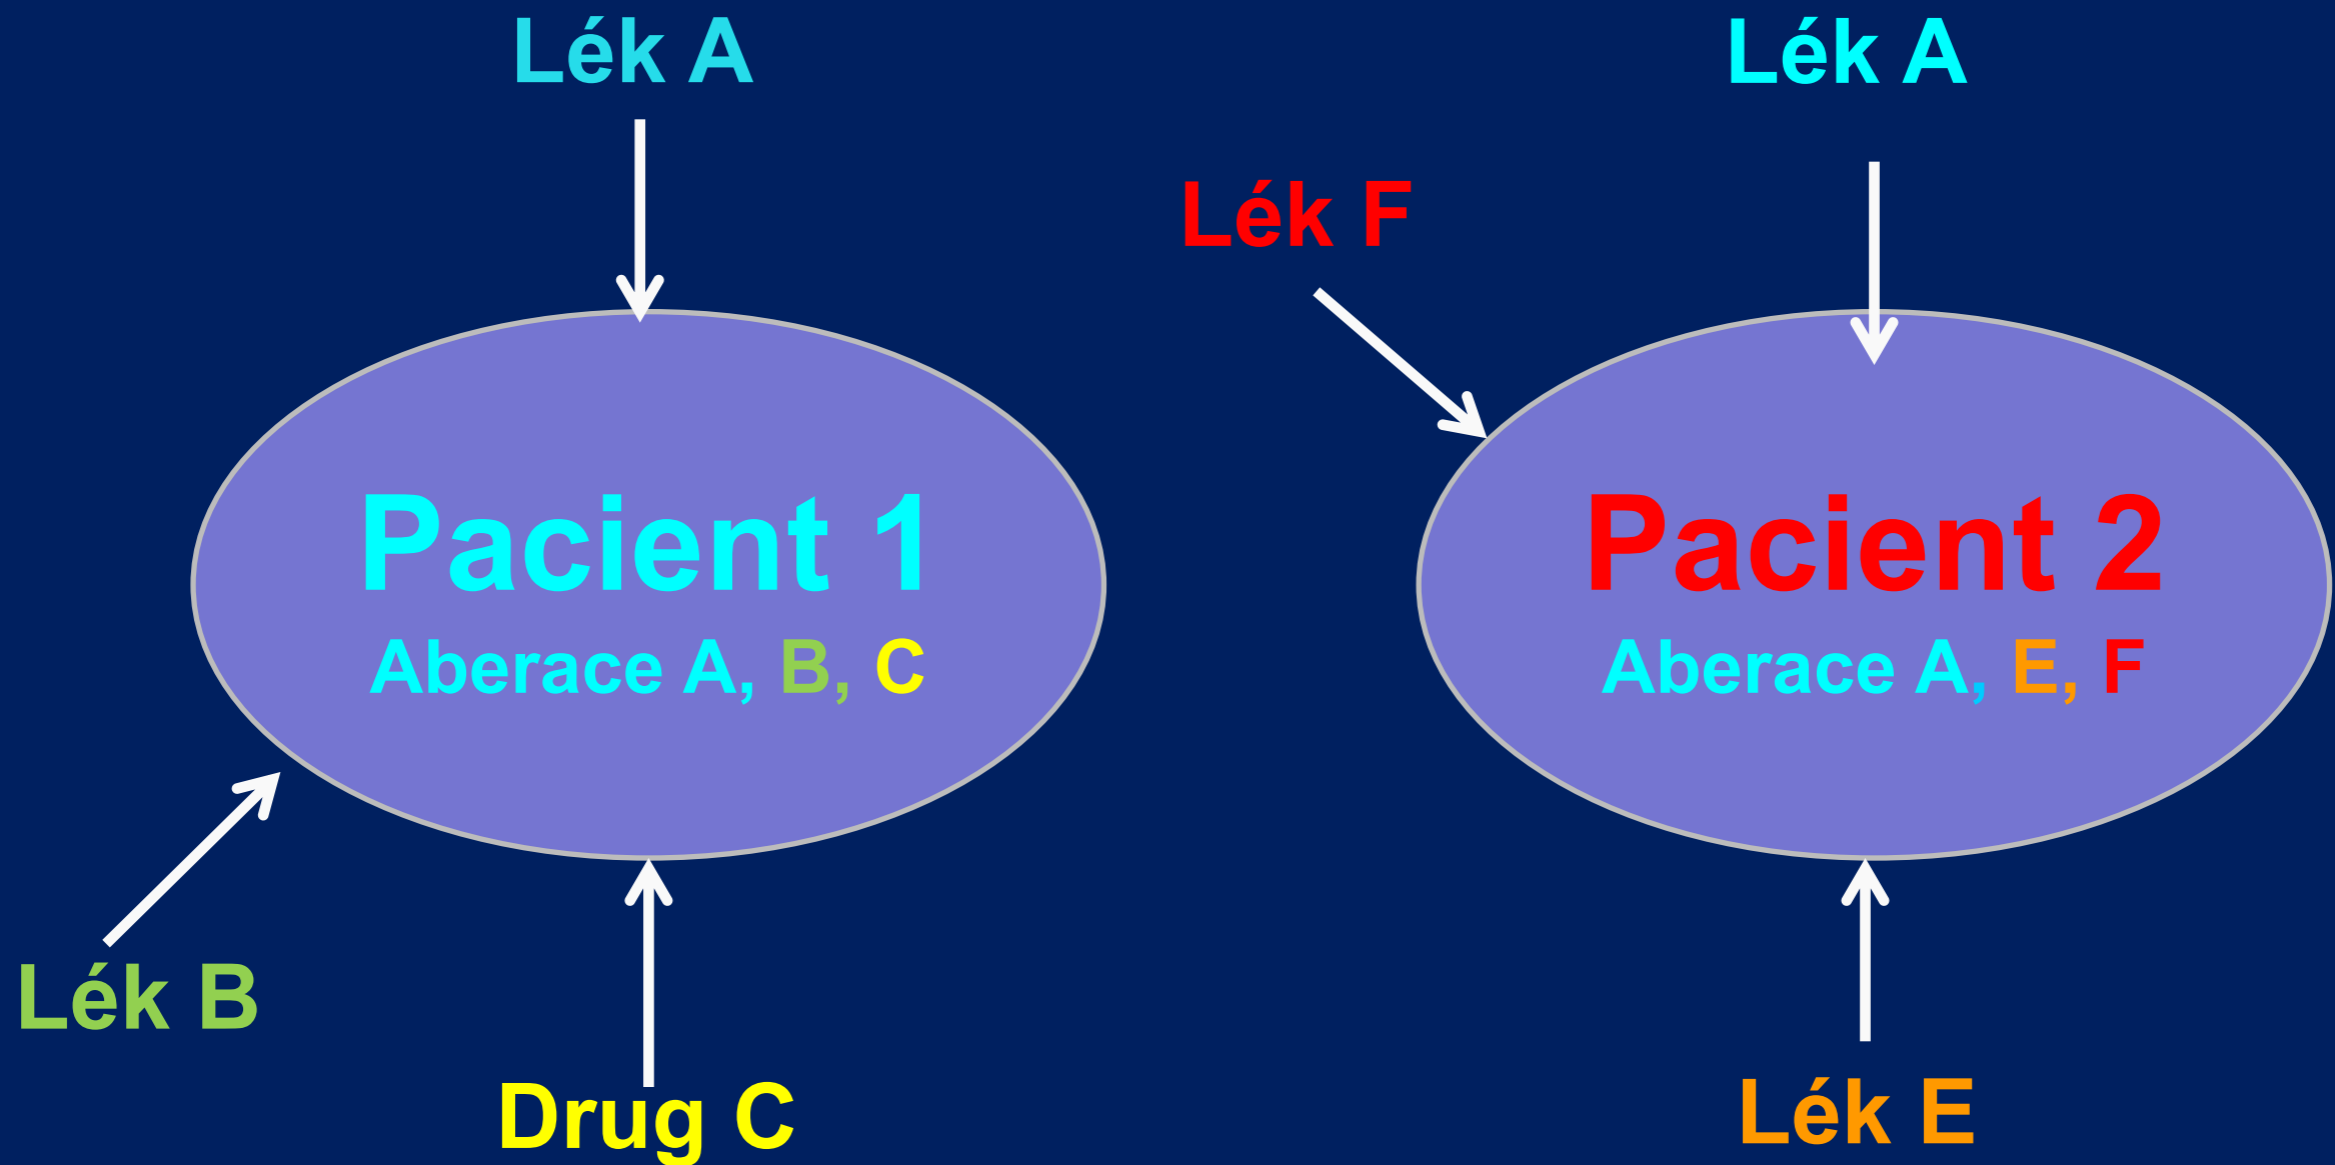 Lék A
Lék A
Lék F
Pacient 1
Aberace A, B, C
Pacient 2
Aberace A, E, F
Lék B
Drug C
Lék E